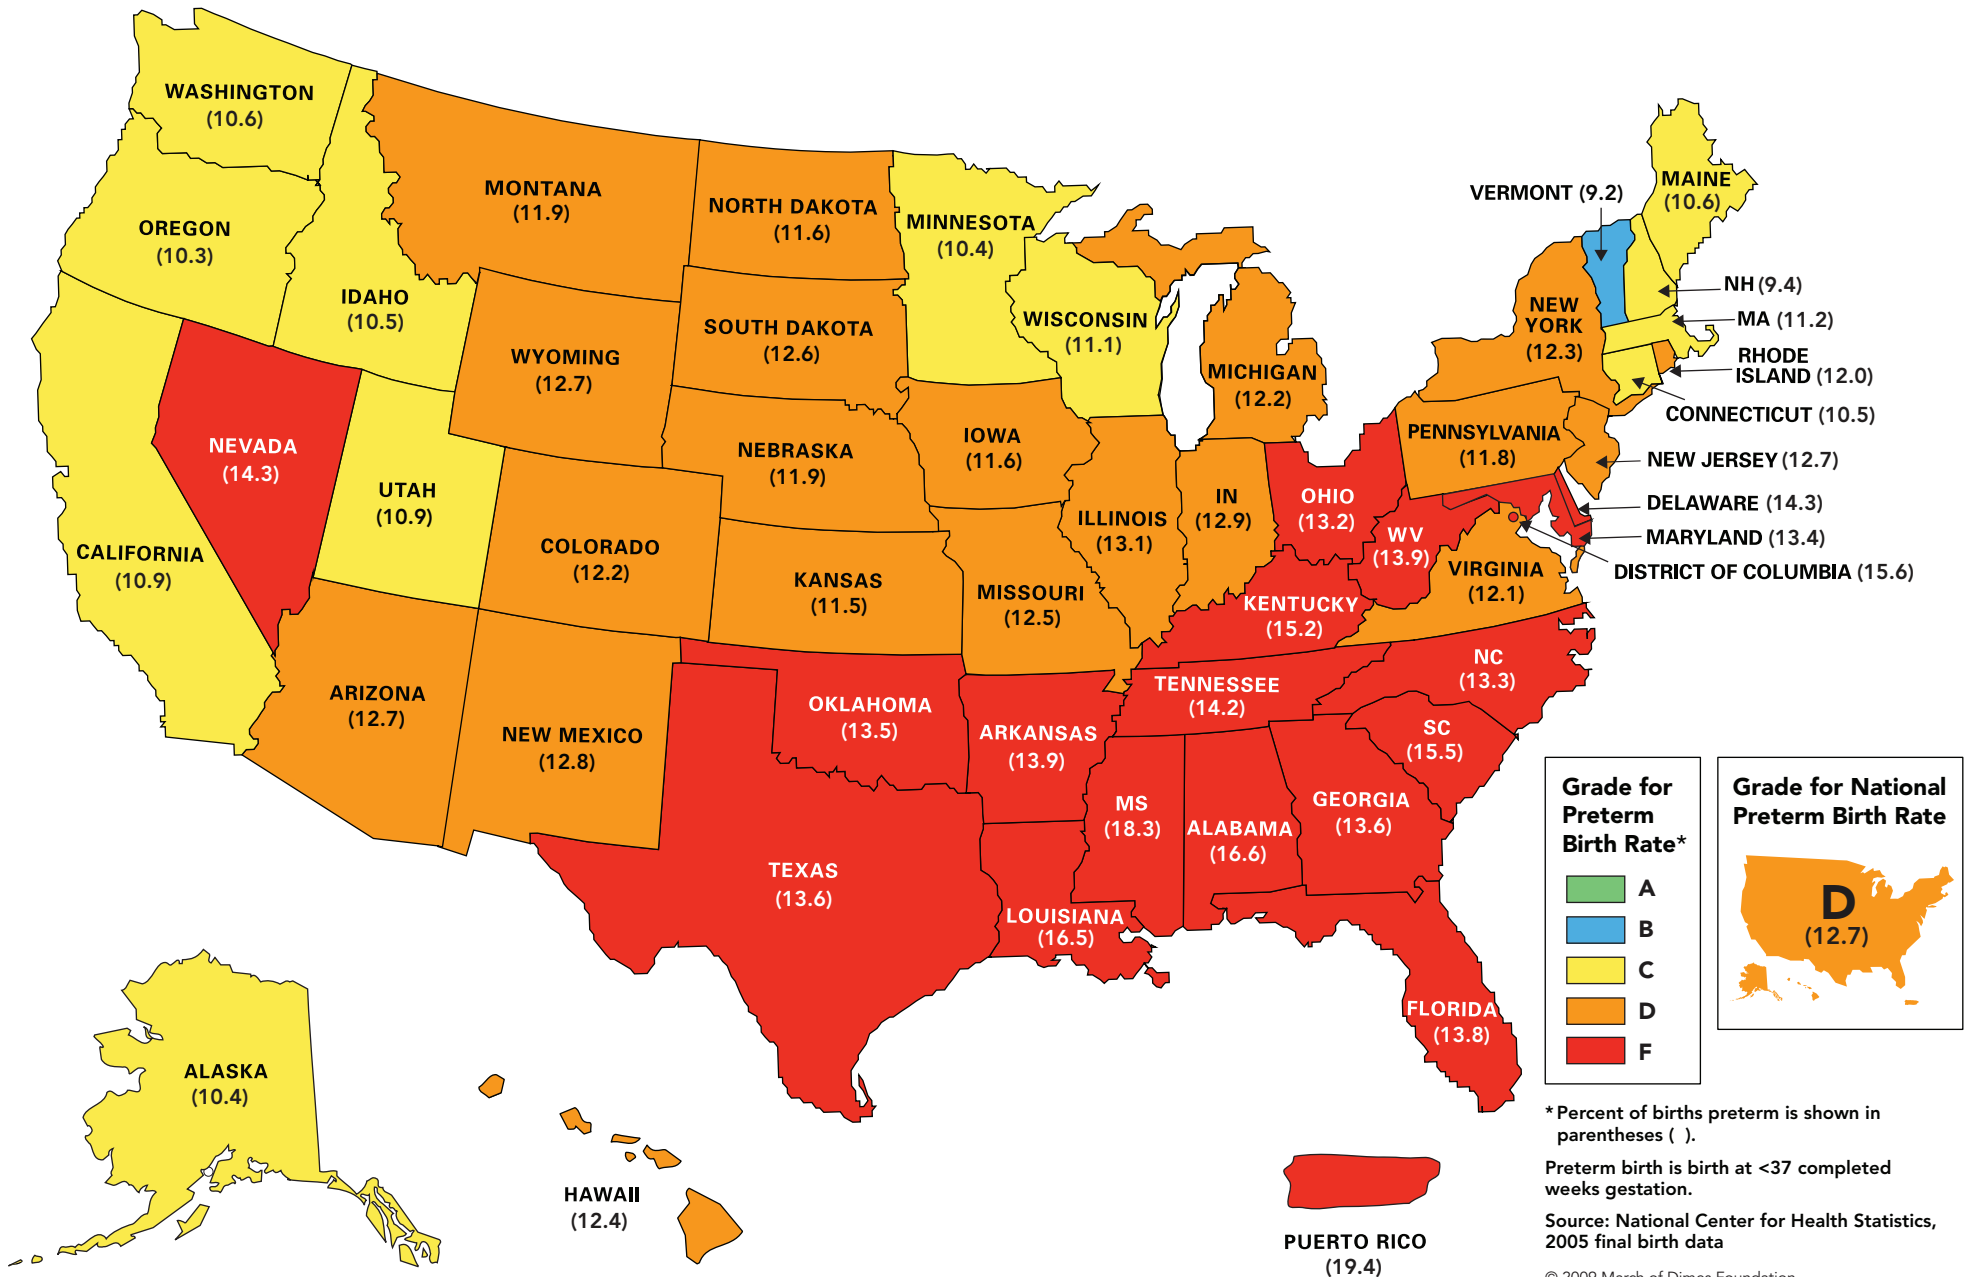 WASHINGTON
(10.6)
OREGON
(10.3)
IDAHO
(10.5)
MONTANA
(11.9)
NORTH DAKOTA
(11.6)
MINNESOTA
(10.4)
WISCONSIN
(11.1)
SOUTH DAKOTA
(12.6)
WYOMING
(12.7)
MICHIGAN
(12.2)
VERMONT (9.2)
MAINE
(10.6)
NH (9.4)
MA (11.2)
RHODE
ISLAND (12.0)
CONNECTICUT (10.5)
NEW
YORK
(12.3)
PENNSYLVANIA
(11.8)
NEW JERSEY (12.7)
DELAWARE (14.3)
MARYLAND (13.4)
DISTRICT OF COLUMBIA (15.6)
NEVADA
(14.3)
UTAH
(10.9)
CALIFORNIA
(10.9)
COLORADO
(12.2)
NEBRASKA
(11.9)
IOWA
(11.6)
KANSAS
(11.5)
MISSOURI
(12.5)
ILLINOIS
(13.1)
IN
(12.9)
OHIO
(13.2)
WV
(13.9)
VIRGINIA
(12.1)
KENTUCKY
(15.2)
TENNESSEE
(14.2)
NC
(13.3)
SC
(15.5)
ARIZONA
(12.7)
NEW MEXICO
(12.8)
OKLAHOMA
(13.5)
ARKANSAS
(13.9)
TEXAS
(13.6)
LOUISIANA
(16.5)
MS
(18.3)
ALABAMA
(16.6)
GEORGIA
(13.6)
FLORIDA
(13.8)
ALASKA
(10.4)
HAWAII
(12.4)
PUERTO RICO
(19.4)
Grade for
Preterm
Birth Rate*
A
B
C
D
F
Grade for National
Preterm Birth Rate
D
(12.7)
* Percent of births preterm is shown in
parentheses ( ).
Preterm birth is birth at <37 completed
weeks gestation.
Source: National Center for Health Statistics,
2005 final birth data
© 2009 March of Dimes Foundation